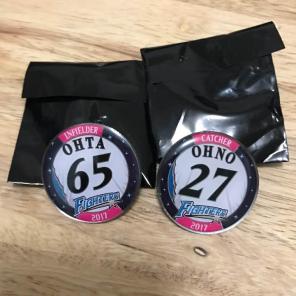 INFIELDER
OHTA
65
FIGHTERS
2017
CATCHER
OHNO
27
FIGHTERS
2017